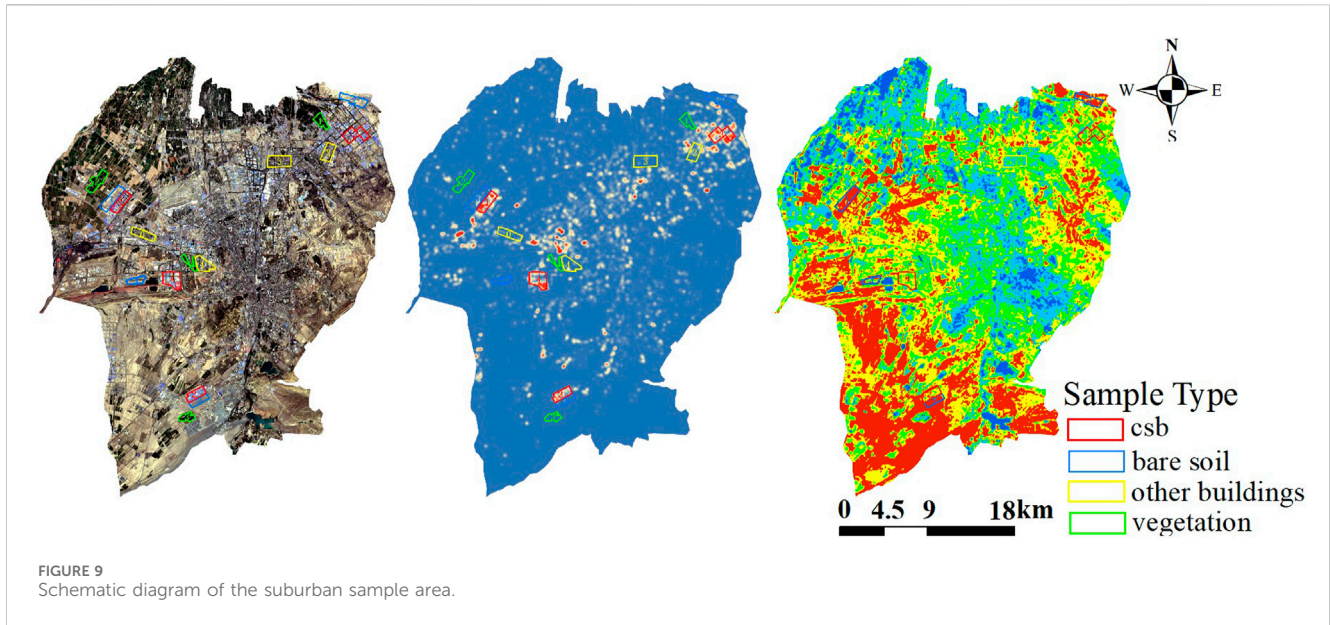 N
W E
S
Sample Type
csb
bare soil
other buildings
vegetation
0 4.5 9 18km
FIGURE 9
Schematic diagram of the suburban sample area.